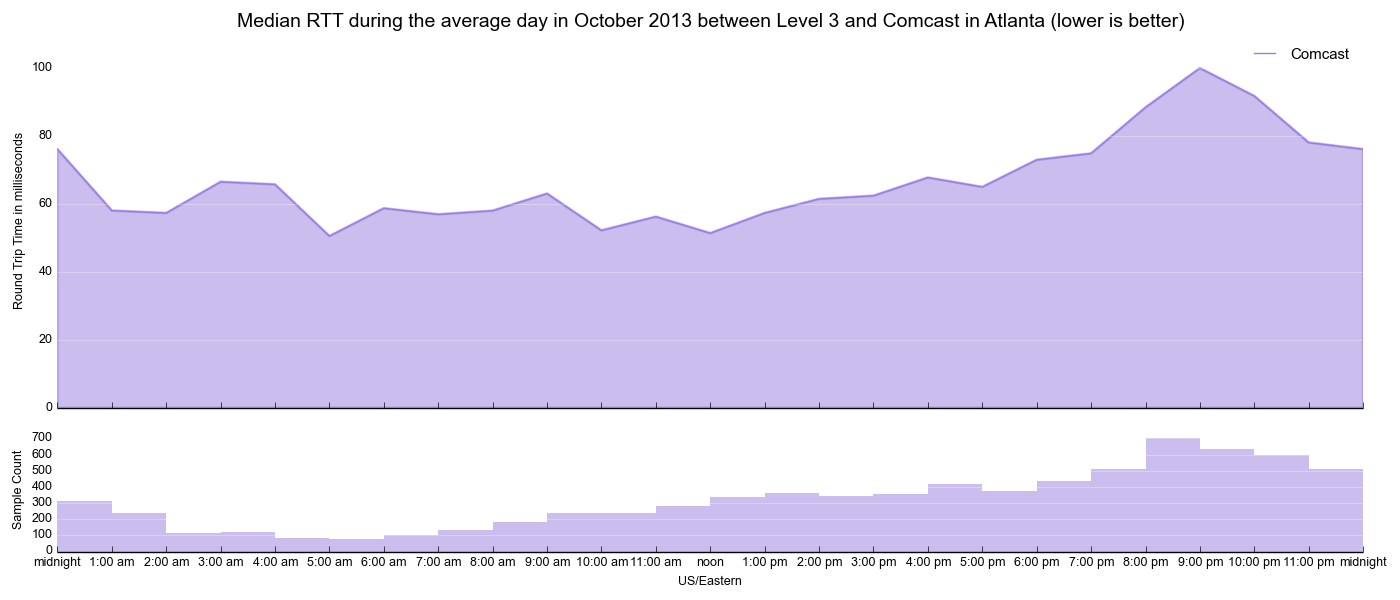 Median RTT during the average day in October 2013 between Level 3 and Comcast in Atlanta (lower is better)
Comcast
Round Trip Time in milliseconds
100
80
60
40
20
0
Sample Count
700
600
500
400
300
200
100
0
midnight 1:00 am 2:00 am 3:00 am 4:00 am 5:00 am 6:00 am 7:00 am 8:00 am 9:00 am 10:00 am 11:00 am noon 1:00 pm 2:00 pm 3:00 pm 4:00 pm 5:00 pm 6:00 pm 7:00 pm 8:00 pm 9:00 pm 10:00 pm 11:00 pm midnight
US/Eastern